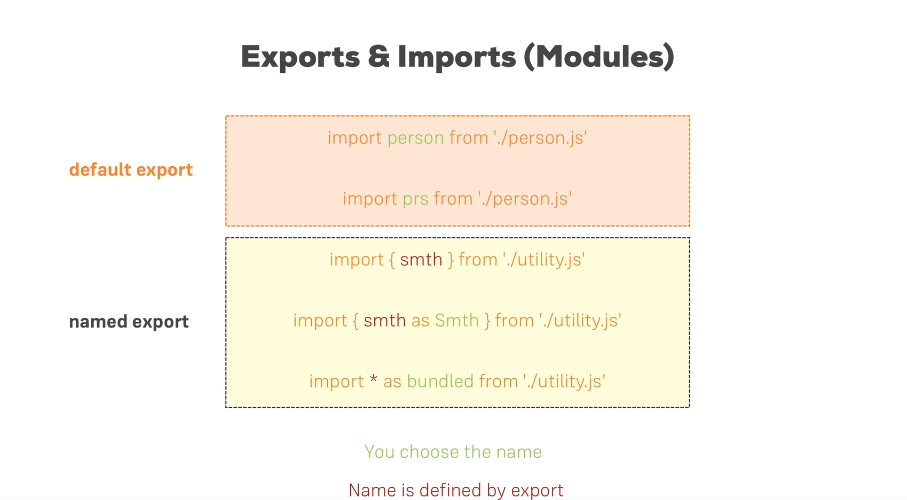 Exports & Imports (Modules)
default export
import person from './person.js'
import prs from './person.js'
named export
import { smth } from './utility.js'
import { smth as Smth } from './utility.js'
import * as bundled from './utility.js'
You choose the name
Name is defined by export